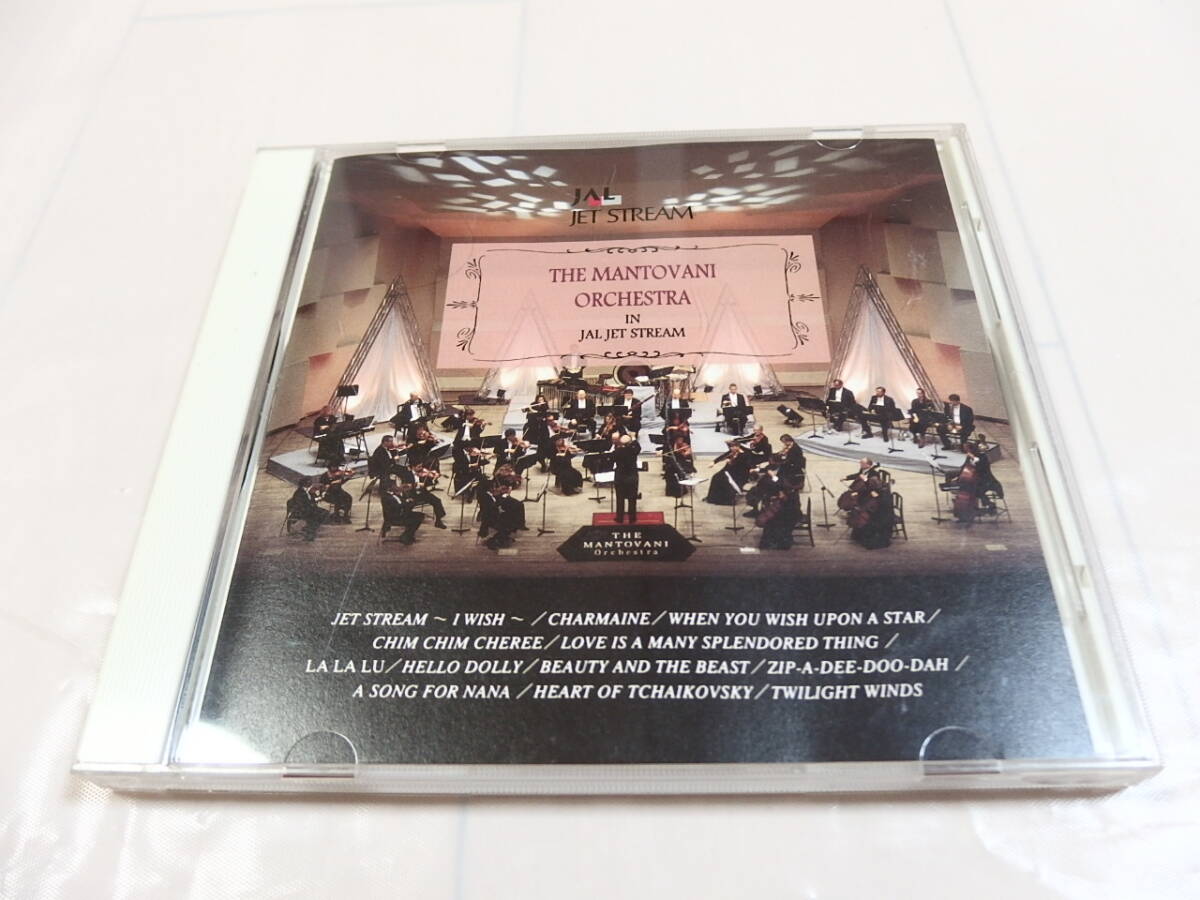 JAL
JET STREAM
THE MANTOVANI
ORCHESTRA
IN
JAL JET STREAM
THE
MANTOVANI
Orchestra
JET STREAM ~ I WISH ~ / CHARMAINE / WHEN YOU WISH UPON A STAR /
CHIM CHIM CHEREE / LOVE IS A MANY SPLENDORED THING /
LA LA LU / HELLO DOLLY / BEAUTY AND THE BEAST / ZIP-A-DEE-DOO-DAH /
A SONG FOR NANA / HEART OF TCHAIKOVSKY / TWILIGHT WINDS